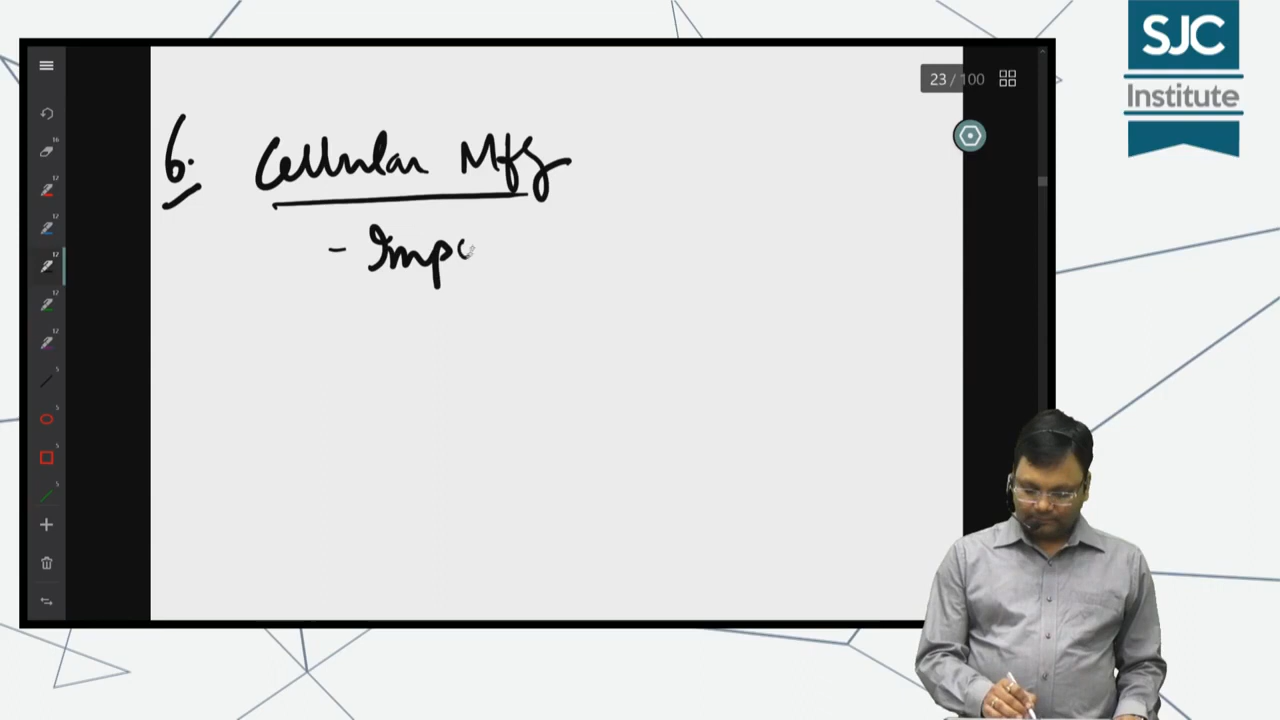 SJC
Institute
23 / 100
6. Cellular Mfg
- Impo